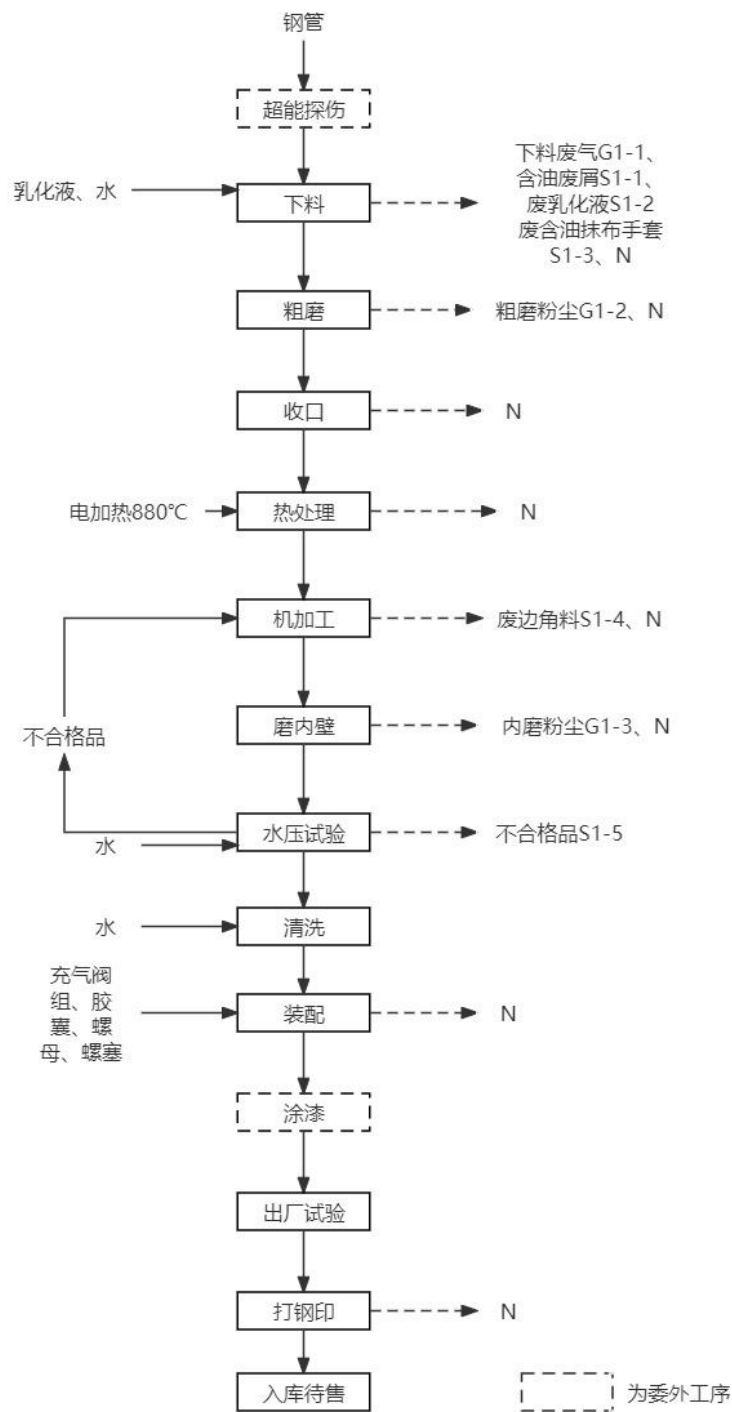 钢管
超能探伤
乳化液、水
下料
下料废气G1-1、
含油废屑S1-1、
废乳化液S1-2
废含油抹布手套
S1-3、N
粗磨
粗磨粉尘G1-2、N
收口
N
电加热880℃
热处理
N
机加工
废边角料S1-4、N
不合格品
磨内壁
内磨粉尘G1-3、N
水
水压试验
不合格品S1-5
水
清洗
充气阀
组、胶
囊、螺
母、螺塞
装配
N
涂漆
出厂试验
打钢印
N
入库待售
为委外工序